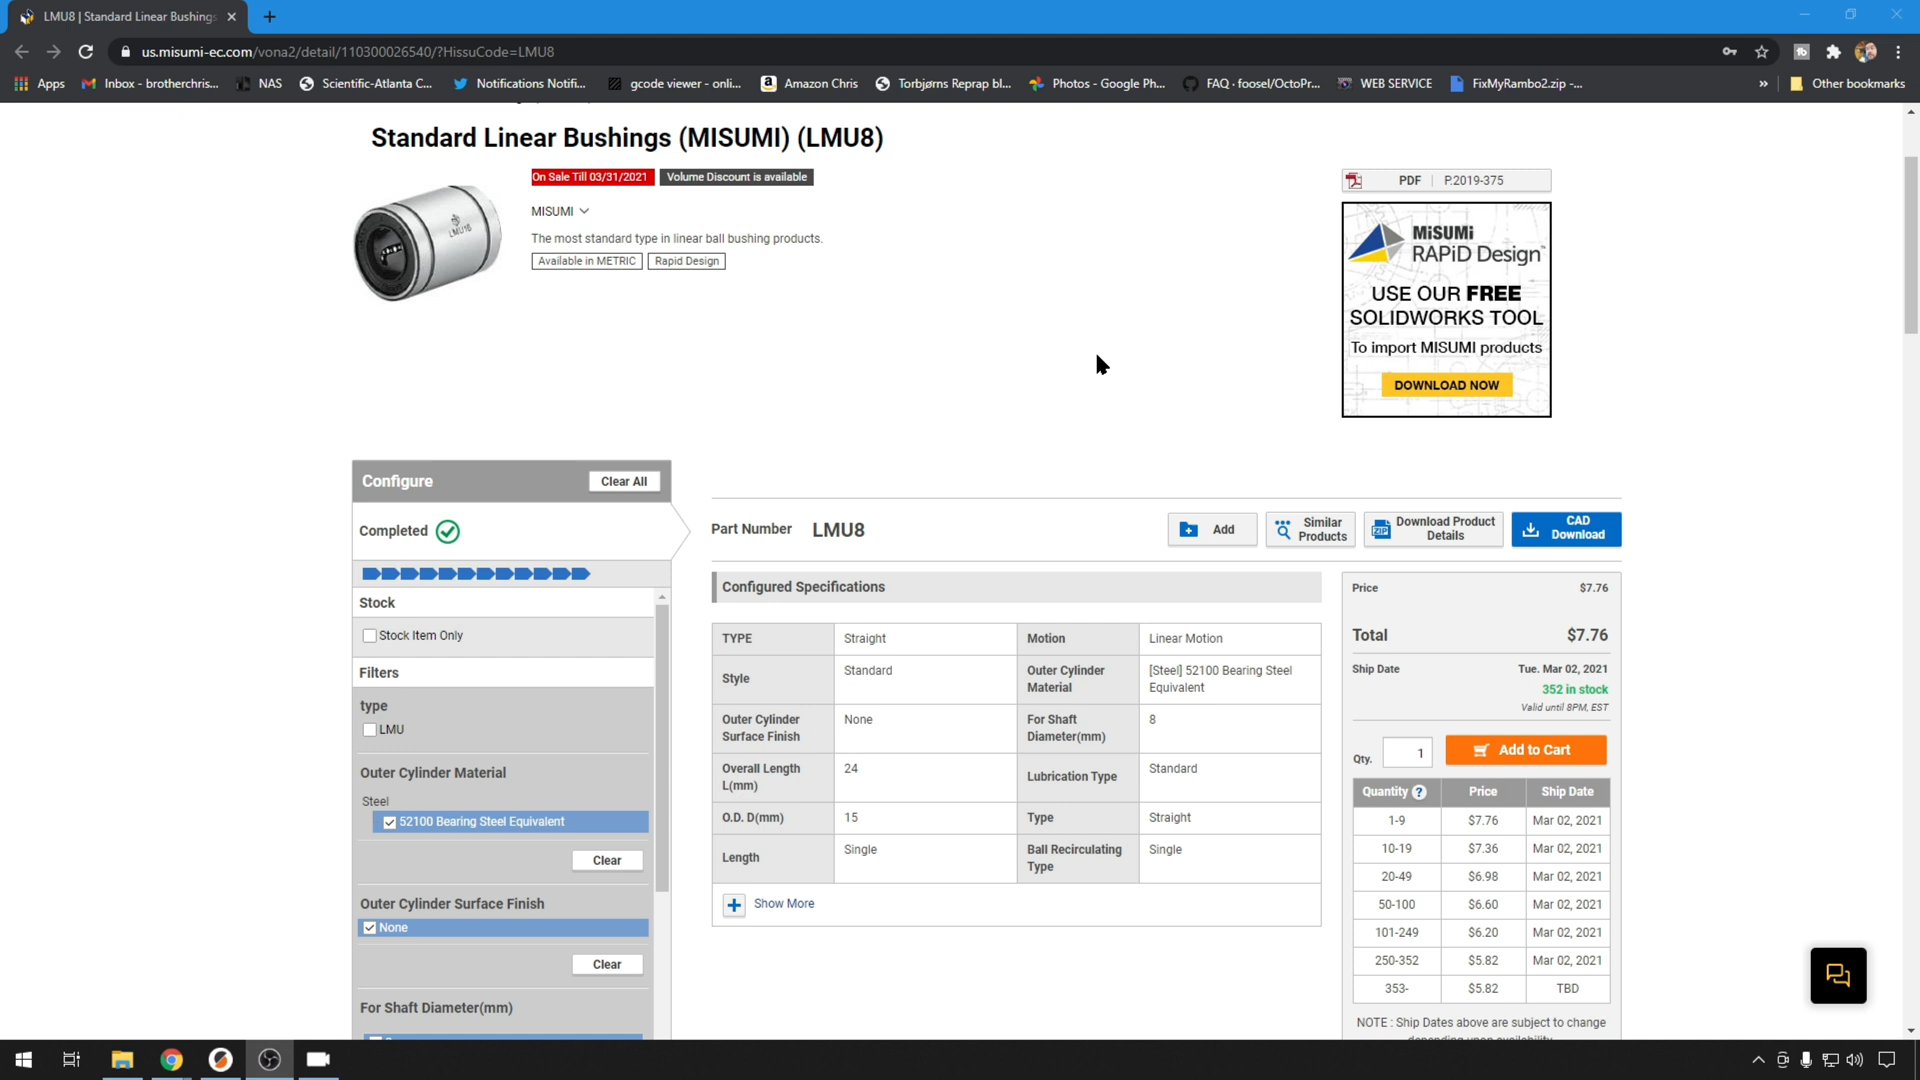 LMU8 | Standard Linear Bushings
us.misumi-ec.com/vona2/detail/110300026540/?HissuCode=LMU8
Apps
Inbox - brotherchris...
NAS
Scientific-Atlanta C...
Notifications Notifi...
gcode viewer - onli...
Amazon Chris
Torbjørns Reprap bl...
Photos - Google Ph...
FAQ · foosel/OctoPr...
WEB SERVICE
FixMyRambo2.zip -...
»
Other bookmarks
Standard Linear Bushings (MISUMI) (LMU8)
On Sale Till 03/31/2021
Volume Discount is available
MISUMI
The most standard type in linear ball bushing products.
Available in METRIC
Rapid Design
LMU16
PDF | P.2019-375
MiSUMi
RAPiD Design
USE OUR FREE
SOLIDWORKS TOOL
To import MISUMI products
DOWNLOAD NOW
Configure
Clear All
Completed
Stock
Stock Item Only
Filters
type
LMU
Outer Cylinder Material
Steel
52100 Bearing Steel Equivalent
Clear
Outer Cylinder Surface Finish
None
Clear
For Shaft Diameter(mm)
Part Number LMU8
Add
Similar
Products
ZIP
Download Product
Details
CAD
Download
Configured Specifications
TYPE Straight Motion Linear Motion
Style Standard
Outer Cylinder
Material
[Steel] 52100 Bearing Steel
Equivalent
Outer Cylinder
Surface Finish
None
For Shaft
Diameter(mm)
8
Overall Length
L(mm)
24
Lubrication Type Standard
O.D. D(mm) 15 Type Straight
Length Single
Ball Recirculating
Type
Single
Show More
Price $7.76
Total $7.76
Ship Date Tue. Mar 02, 2021
352 in stock
Valid until 8PM, EST
Qty. 1 Add to Cart
Quantity ? Price Ship Date
1-9 $7.76 Mar 02, 2021
10-19 $7.36 Mar 02, 2021
20-49 $6.98 Mar 02, 2021
50-100 $6.60 Mar 02, 2021
101-249 $6.20 Mar 02, 2021
250-352 $5.82 Mar 02, 2021
353- $5.82 TBD
NOTE : Ship Dates above are subject to change
depending upon availability.